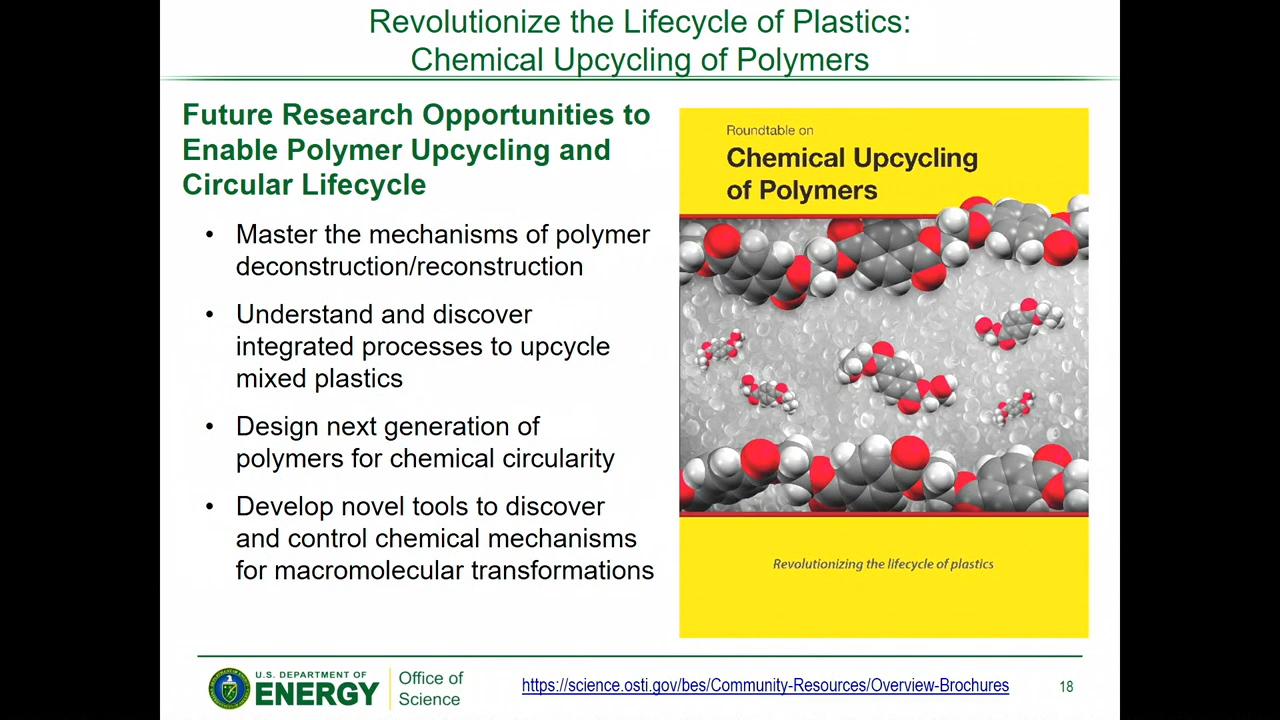 Revolutionize the Lifecycle of Plastics:
Chemical Upcycling of Polymers
Future Research Opportunities to
Enable Polymer Upcycling and
Circular Lifecycle
• Master the mechanisms of polymer
deconstruction/reconstruction
• Understand and discover
integrated processes to upcycle
mixed plastics
• Design next generation of
polymers for chemical circularity
• Develop novel tools to discover
and control chemical mechanisms
for macromolecular transformations
Roundtable on
Chemical Upcycling
of Polymers
Revolutionizing the lifecycle of plastics
U.S. DEPARTMENT OF
ENERGY
Office of
Science
https://science.osti.gov/bes/Community-Resources/Overview-Brochures
18